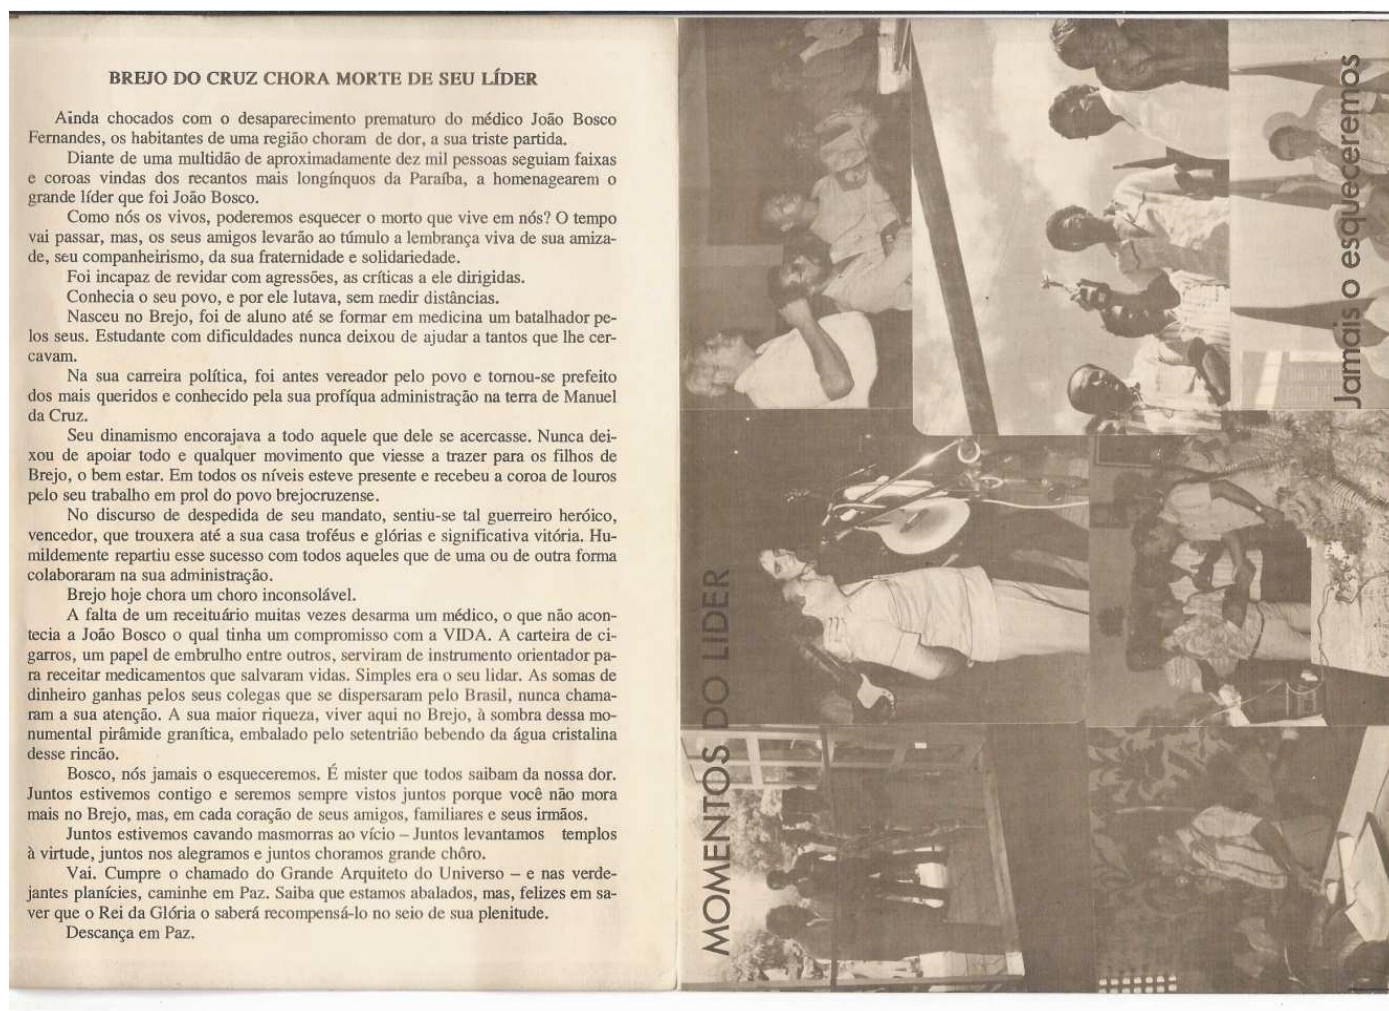 BREJO DO CRUZ CHORA MORTE DE SEU LÍDER
Ainda chocados com o desaparecimento prematuro do médico João Bosco
Fernandes, os habitantes de uma região choram de dor, a sua triste partida.
Diante de uma multidão de aproximadamente dez mil pessoas seguiam faixas
e coroas vindas dos recantos mais longínquos da Paraíba, a homenagearem o
grande líder que foi João Bosco.
Como nós os vivos, poderemos esquecer o morto que vive em nós? O tempo
vai passar, mas, os seus amigos levarão ao túmulo a lembrança viva de sua amiza-
de, seu companheirismo, da sua fraternidade e solidariedade.
Foi incapaz de revidar com agressões, as críticas a ele dirigidas.
Conhecia o seu povo, e por ele lutava, sem medir distâncias.
Nasceu no Brejo, foi de aluno até se formar em medicina um batalhador pe-
los seus. Estudante com dificuldades nunca deixou de ajudar a tantos que lhe cer-
cavam.
Na sua carreira política, foi antes vereador pelo povo e tornou-se prefeito
dos mais queridos e conhecido pela sua profíqua administração na terra de Manuel
da Cruz.
Seu dinamismo encorajava a todo aquele que dele se acercasse. Nunca dei-
xou de apoiar todo e qualquer movimento que viesse a trazer para os filhos de
Brejo, o bem estar. Em todos os níveis esteve presente e recebeu a coroa de louros
pelo seu trabalho em prol do povo brejocruzense.
No discurso de despedida de seu mandato, sentiu-se tal guerreiro heróico,
vencedor, que trouxera até a sua casa troféus e glórias e significativa vitória. Hu-
mildemente repartiu esse sucesso com todos aqueles que de uma ou de outra forma
colaboraram na sua administração.
Brejo hoje chora um choro inconsolável.
A falta de um receituário muitas vezes desarma um médico, o que não acon-
tecia a João Bosco o qual tinha um compromisso com a VIDA. A carteira de ci-
garros, um papel de embrulho entre outros, serviram de instrumento orientador pa-
ra receitar medicamentos que salvaram vidas. Simples era o seu lidar. As somas de
dinheiro ganhas pelos seus colegas que se dispersaram pelo Brasil, nunca chama-
ram a sua atenção. A sua maior riqueza, viver aqui no Brejo, à sombra dessa mo-
numental pirâmide granítica, embalado pelo setentrião bebendo da água cristalina
desse rincão.
Bosco, nós jamais o esqueceremos. É mister que todos saibam da nossa dor.
Juntos estivemos contigo e seremos sempre vistos juntos porque você não mora
mais no Brejo, mas, em cada coração de seus amigos, familiares e seus irmãos.
Juntos estivemos cavando masmorras ao vício – Juntos levantamos templos
à virtude, juntos nos alegramos e juntos choramos grande chôro.
Vai. Cumpre o chamado do Grande Arquiteto do Universo – e nas verde-
jantes planícies, caminhe em Paz. Saiba que estamos abalados, mas, felizes em sa-
ver que o Rei da Glória o saberá recompensá-lo no seio de sua plenitude.
Descança em Paz.
MOMENTOS DO LIDER
Jamais o esqueceremos